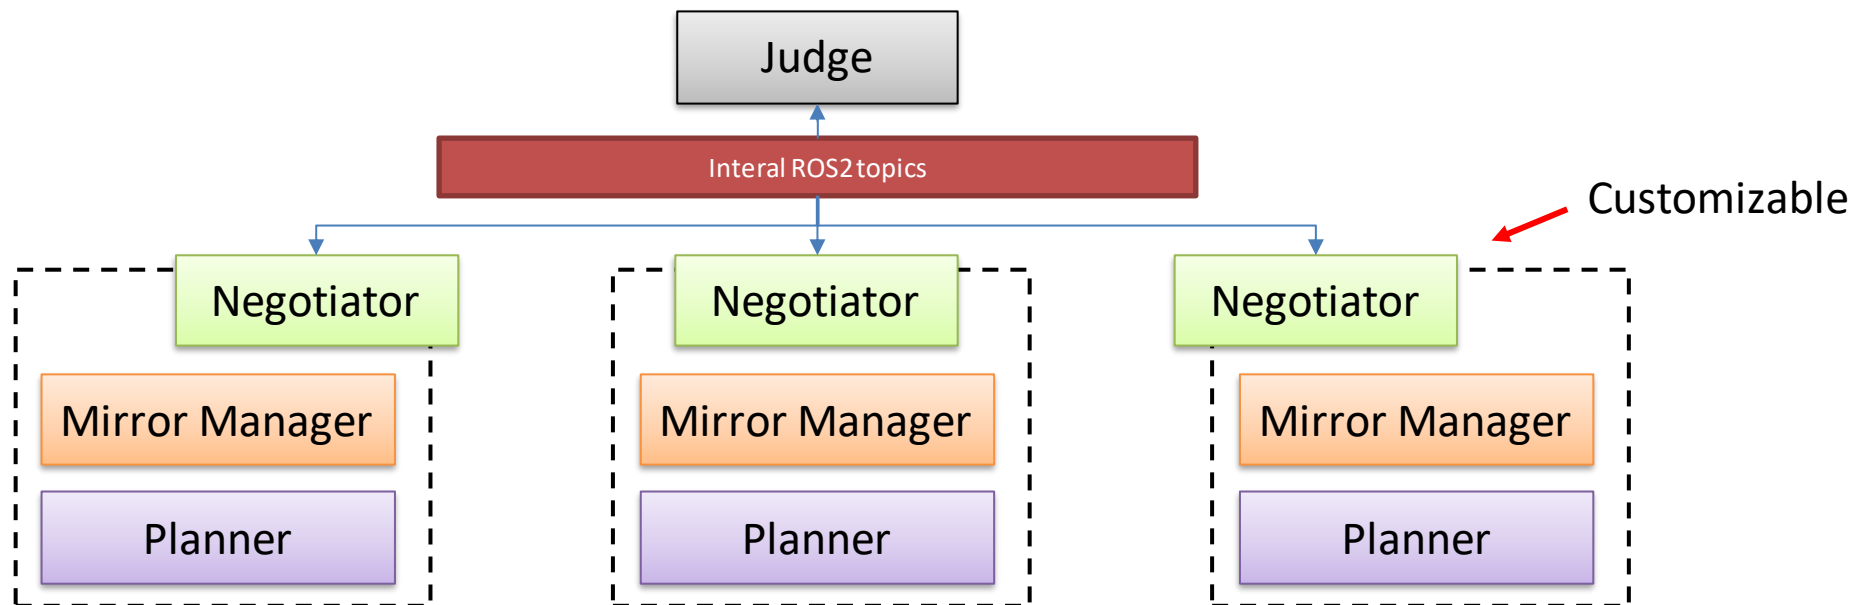 Judge
Interal ROS2 topics
Customizable
Negotiator
Negotiator
Negotiator
Mirror Manager
Mirror Manager
Mirror Manager
Planner
Planner
Planner